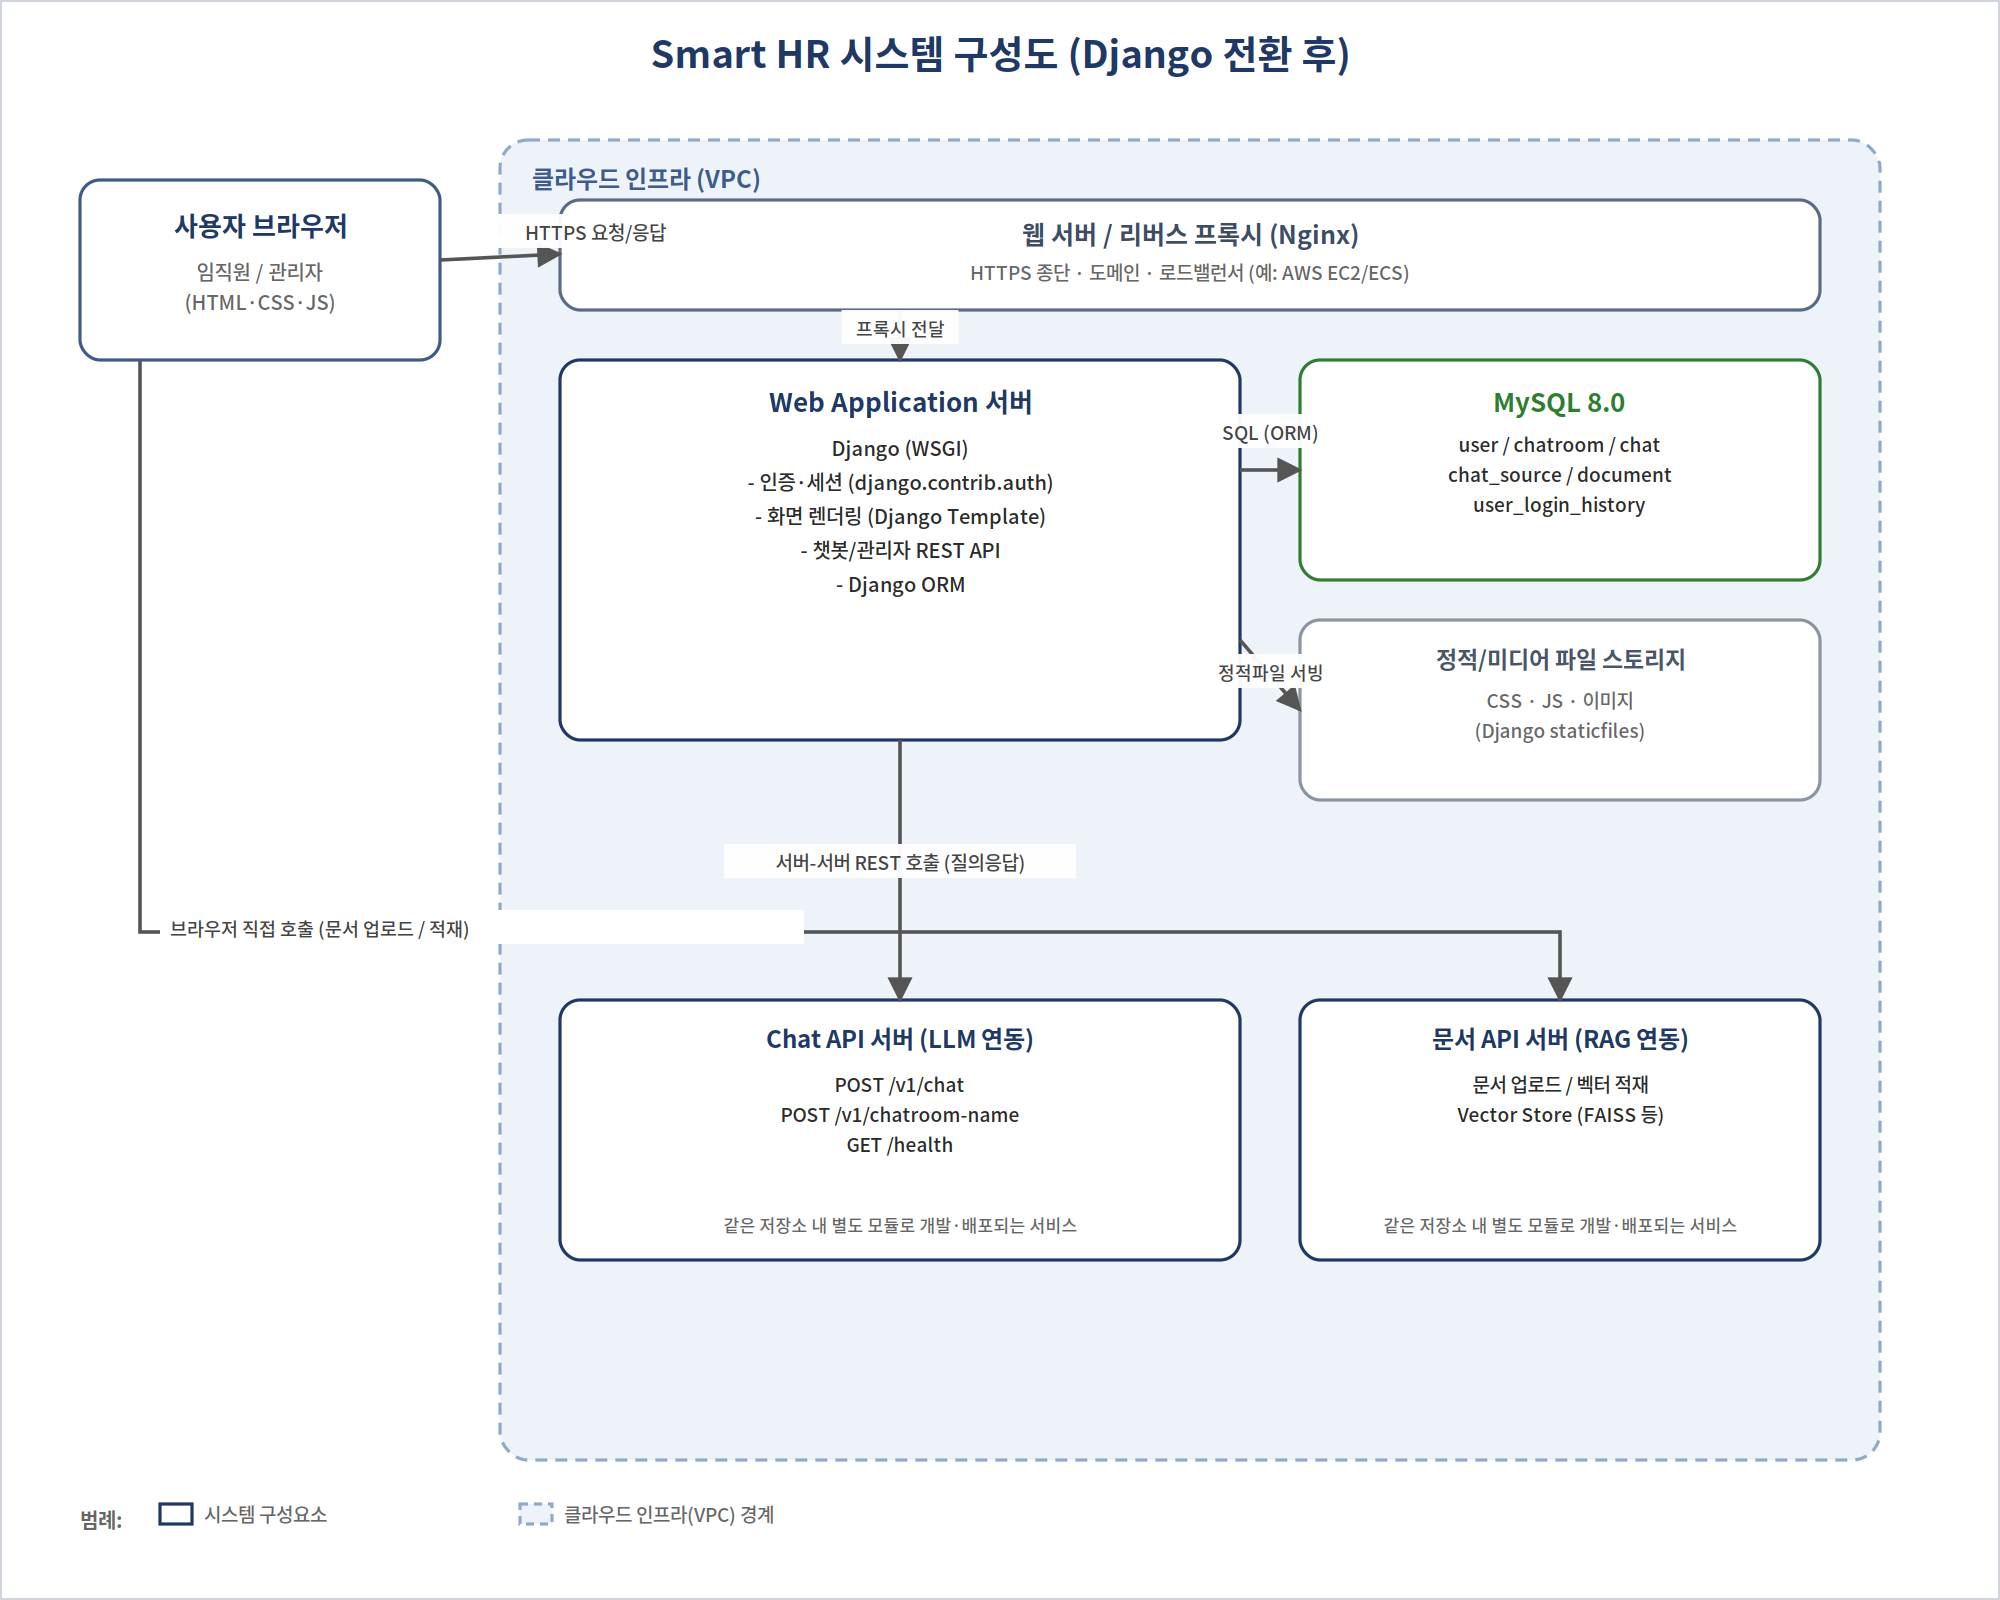 Smart HR 시스템 구성도 (Django 전환 후)
클라우드 인프라 (VPC)
사용자 브라우저
임직원 / 관리자
(HTML·CSS·JS)
HTTPS 요청/응답
웹 서버 / 리버스 프록시 (Nginx)
HTTPS 종단 · 도메인 · 로드밸런서 (예: AWS EC2/ECS)
프록시 전달
Web Application 서버
Django (WSGI)
- 인증·세션 (django.contrib.auth)
- 화면 렌더링 (Django Template)
- 챗봇/관리자 REST API
- Django ORM
SQL (ORM)
MySQL 8.0
user / chatroom / chat
chat_source / document
user_login_history
정적파일 서빙
정적/미디어 파일 스토리지
CSS · JS · 이미지
(Django staticfiles)
서버-서버 REST 호출 (질의응답)
브라우저 직접 호출 (문서 업로드 / 적재)
Chat API 서버 (LLM 연동)
POST /v1/chat
POST /v1/chatroom-name
GET /health
같은 저장소 내 별도 모듈로 개발·배포되는 서비스
문서 API 서버 (RAG 연동)
문서 업로드 / 벡터 적재
Vector Store (FAISS 등)
같은 저장소 내 별도 모듈로 개발·배포되는 서비스
범례:
시스템 구성요소
클라우드 인프라(VPC) 경계